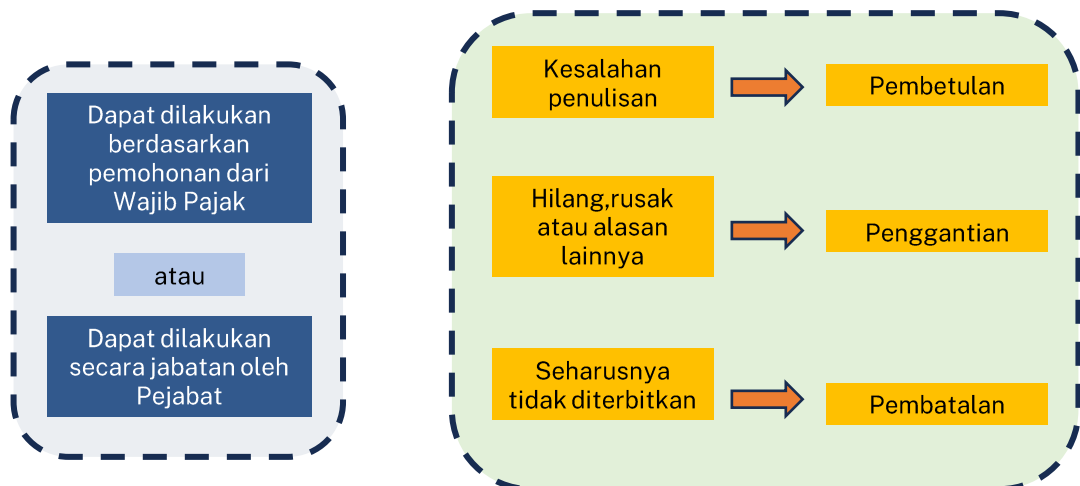 Dapat dilakukan
berdasarkan
pemohonan dari
Wajib Pajak
atau
Dapat dilakukan
secara jabatan oleh
Pejabat
Kesalahan
penulisan
Pembetulan
Hilang,rusak
atau alasan
lainnya
Penggantian
Seharusnya
tidak diterbitkan
Pembatalan